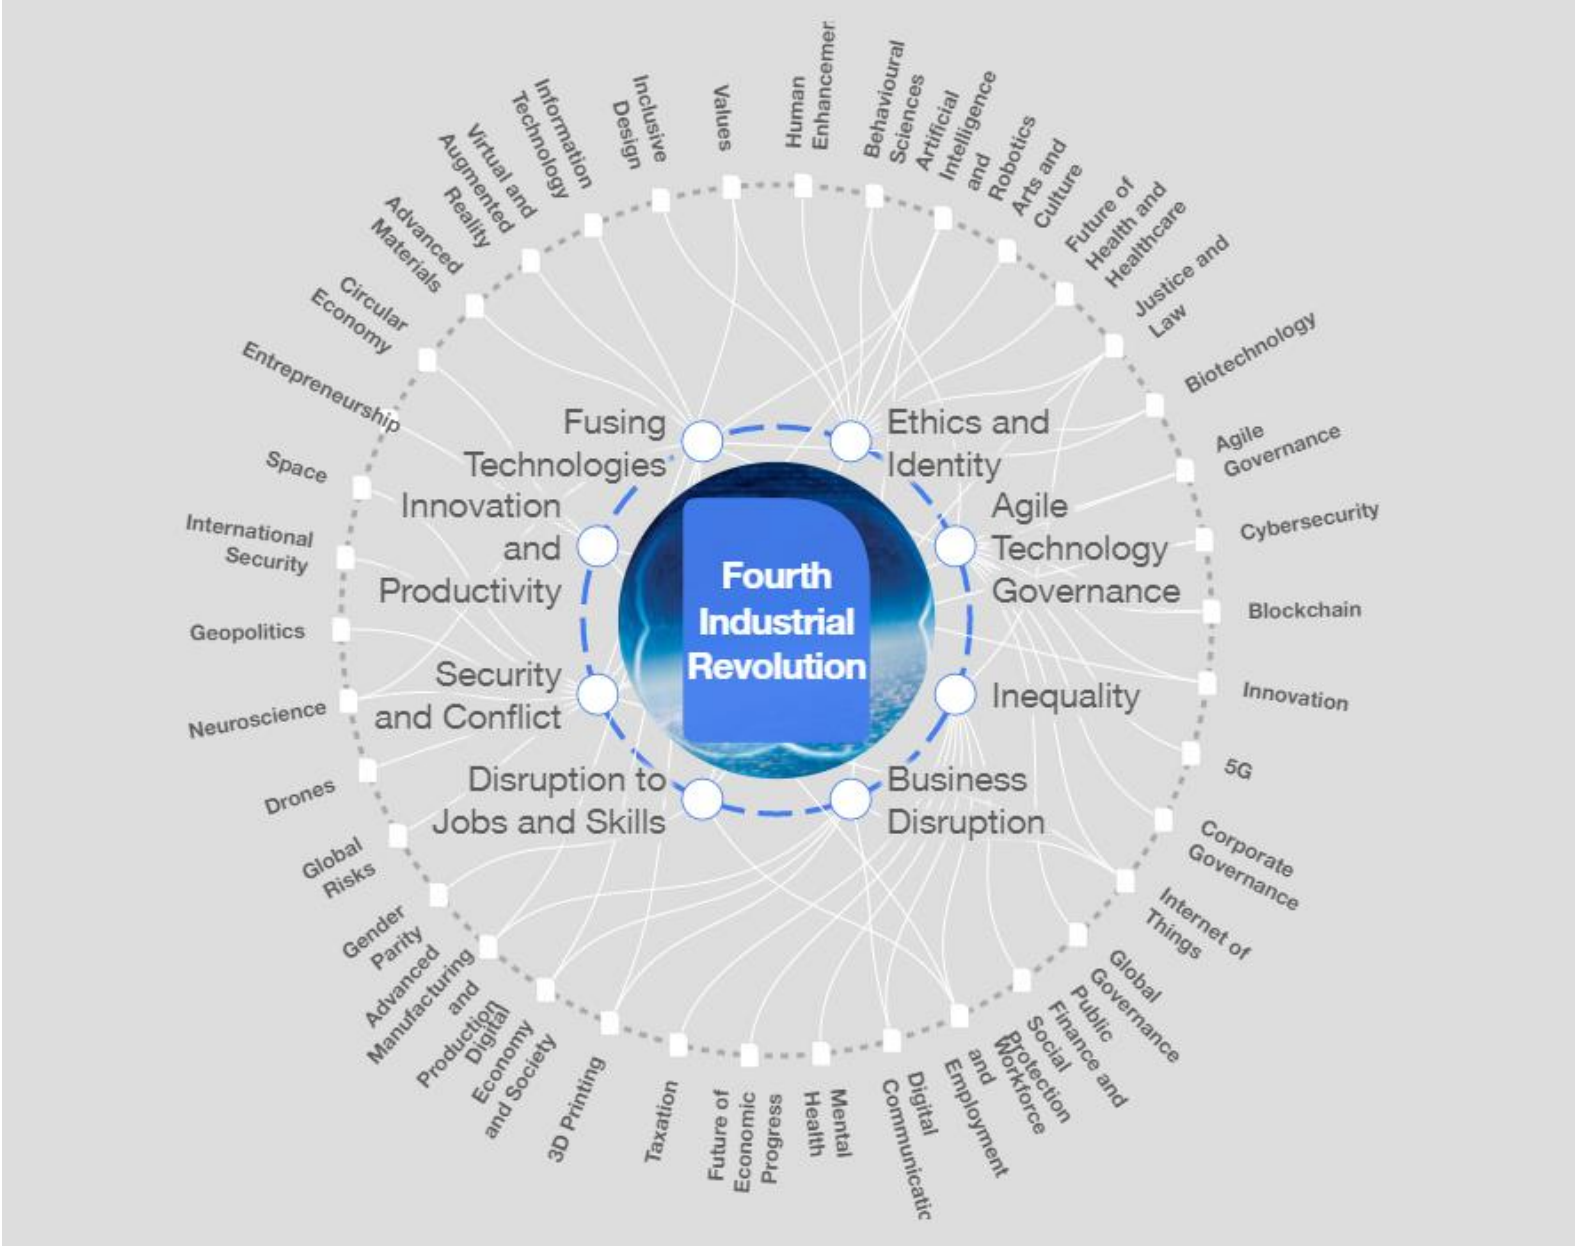 Fourth
Industrial
Revolution
Fusing
Technologies
Ethics and
Identity
Agile
Technology
Governance
Inequality
Business
Disruption
Disruption to
Jobs and Skills
Security
and Conflict
Innovation
and
Productivity
Values
Human
Enhancemen
Behavioural
Sciences
Artificial
Intelligence
and
Robotics
Arts and
Culture
Future of
Health and
Healthcare
Justice and
Law
Biotechnology
Agile
Governance
Cybersecurity
Blockchain
Innovation
5G
Corporate
Governance
Internet of
Things
Global
Governance
Public
Finance and
Social
Protection
Workforce
and
Employment
Digital
Communicatic
Mental
Health
Future of
Economic
Progress
Taxation
3D Printing
Digital
Economy
and Society
Advanced
Manufacturing
and
Production
Gender
Parity
Global
Risks
Drones
Neuroscience
Geopolitics
International
Security
Space
Entrepreneurship
Circular
Economy
Advanced
Materials
Virtual and
Augmented
Reality
Information
Technology
Inclusive
Design